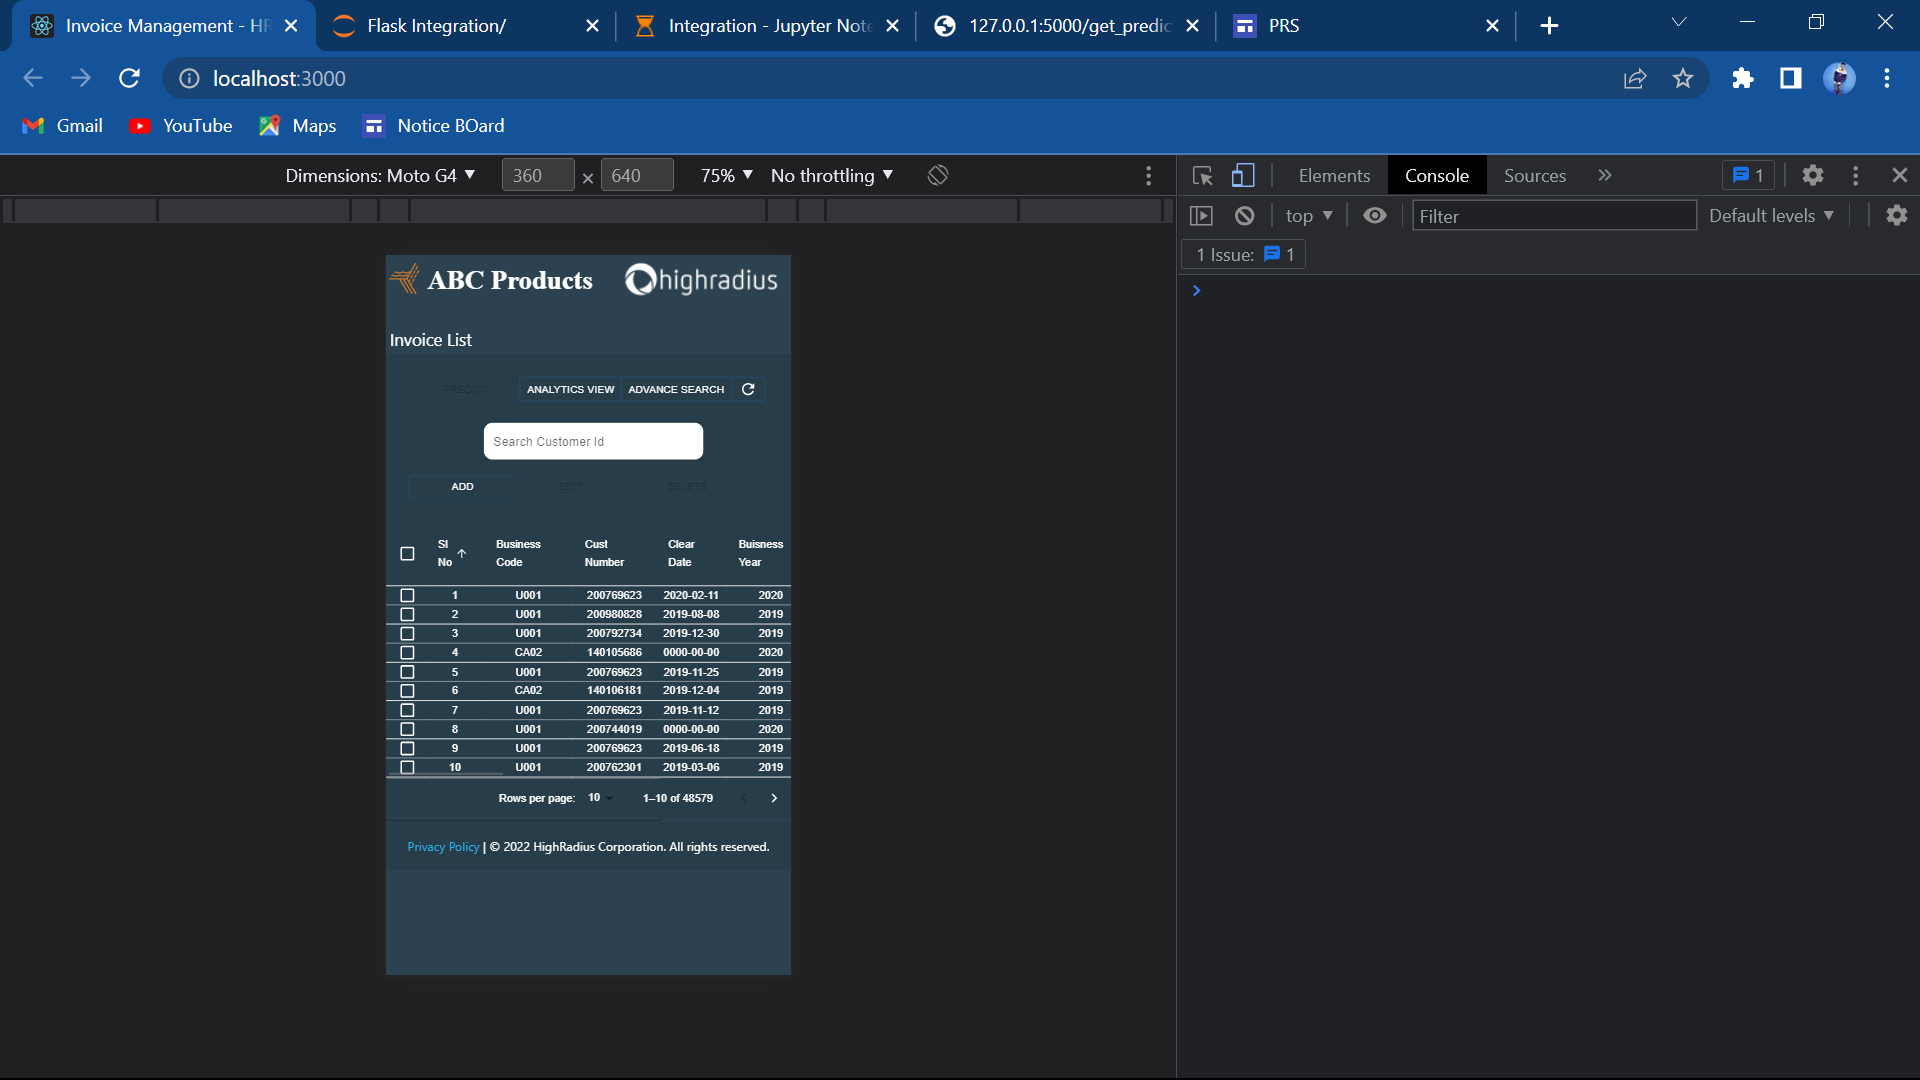 Invoice Management - HR
Flask Integration/
Integration - Jupyter Note
127.0.0.1:5000/get_predic
PRS
localhost:3000
Gmail
YouTube
Maps
Notice BOard
Dimensions: Moto G4 360 × 640 75% No throttling
Elements Console Sources » 1
top Filter Default levels
1 Issue: 1
ABC Products highradius
Invoice List
PREDICT ANALYTICS VIEW ADVANCE SEARCH
Search Customer Id
ADD EDIT DELETE
Sl No Business Code Cust Number Clear Date Buisness Year
1 U001 200769623 2020-02-11 2020
2 U001 200980828 2019-08-08 2019
3 U001 200792734 2019-12-30 2019
4 CA02 140105686 0000-00-00 2020
5 U001 200769623 2019-11-25 2019
6 CA02 140106181 2019-12-04 2019
7 U001 200769623 2019-11-12 2019
8 U001 200744019 0000-00-00 2020
9 U001 200769623 2019-06-18 2019
10 U001 200762301 2019-03-06 2019
Rows per page: 10 1–10 of 48579
Privacy Policy | © 2022 HighRadius Corporation. All rights reserved.